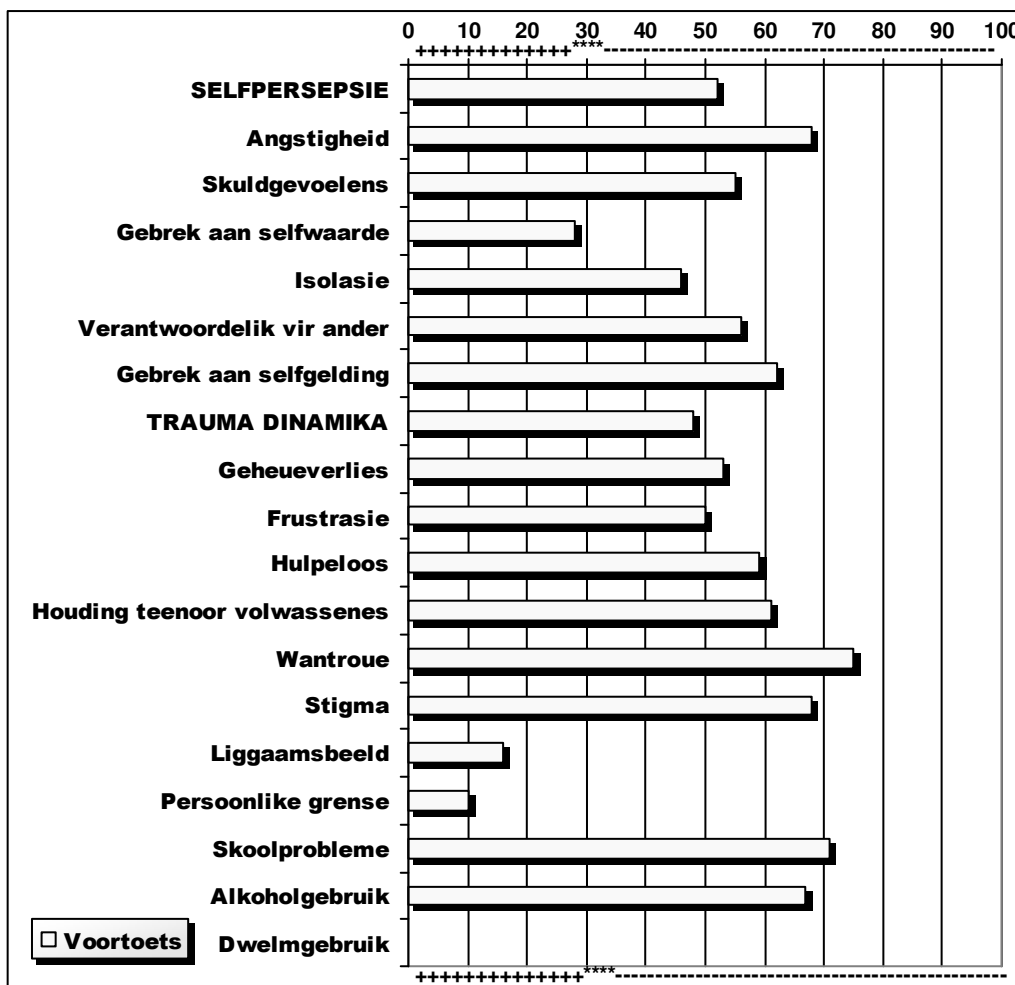 0 10 20 30 40 50 60 70 80 90 100
+++++++++++++****---------------------------------
SELFPERSEPSIE
Angstigheid
Skuldgevoelens
Gebrek aan selfwaarde
Isolasie
Verantwoordelik vir ander
Gebrek aan selfgelding
TRAUMA DINAMIKA
Geheueverlies
Frustrasie
Hulpeloos
Houding teenoor volwassenes
Wantroue
Stigma
Liggaamsbeeld
Persoonlike grense
Skoolprobleme
Alkoholgebruik
Voortoets
Dwelmgebruik
++++++++++++++****---------------------------------